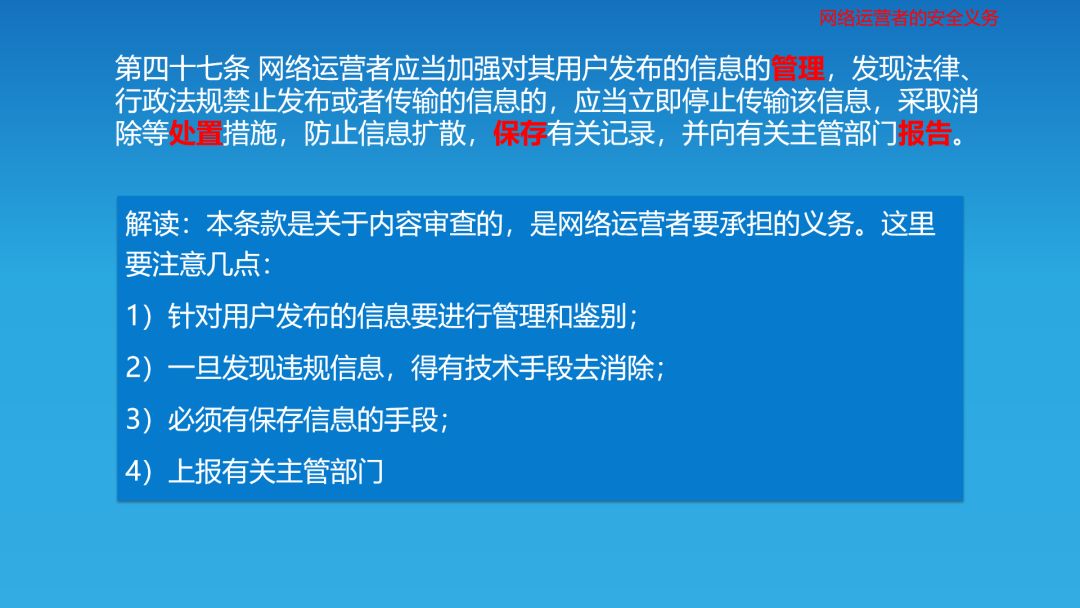 网络运营者的安全义务
第四十七条 网络运营者应当加强对其用户发布的信息的管理，发现法律、
行政法规禁止发布或者传输的信息的，应当立即停止传输该信息，采取消
除等处置措施，防止信息扩散，保存有关记录，并向有关主管部门报告。
解读：本条款是关于内容审查的，是网络运营者要承担的义务。这里
要注意几点：
1）针对用户发布的信息要进行管理和鉴别；
2）一旦发现违规信息，得有技术手段去消除；
3）必须有保存信息的手段；
4）上报有关主管部门